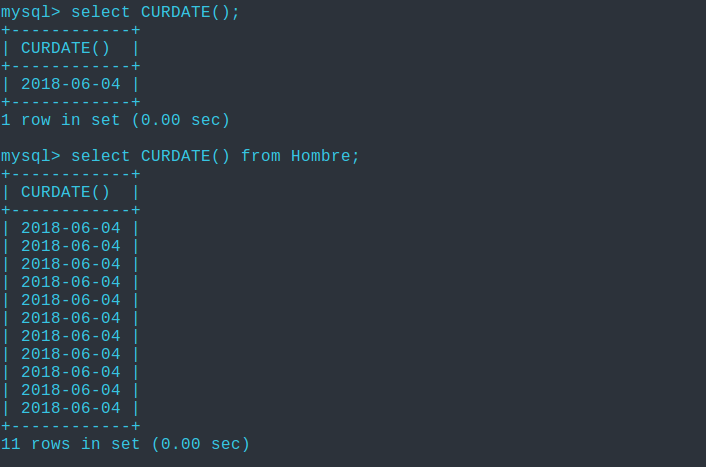 mysql> select CURDATE();
+------------+
| CURDATE()  |
+------------+
| 2018-06-04 |
+------------+
1 row in set (0.00 sec)

mysql> select CURDATE() from Hombre;
+------------+
| CURDATE()  |
+------------+
| 2018-06-04 |
| 2018-06-04 |
| 2018-06-04 |
| 2018-06-04 |
| 2018-06-04 |
| 2018-06-04 |
| 2018-06-04 |
| 2018-06-04 |
| 2018-06-04 |
| 2018-06-04 |
| 2018-06-04 |
+------------+
11 rows in set (0.00 sec)